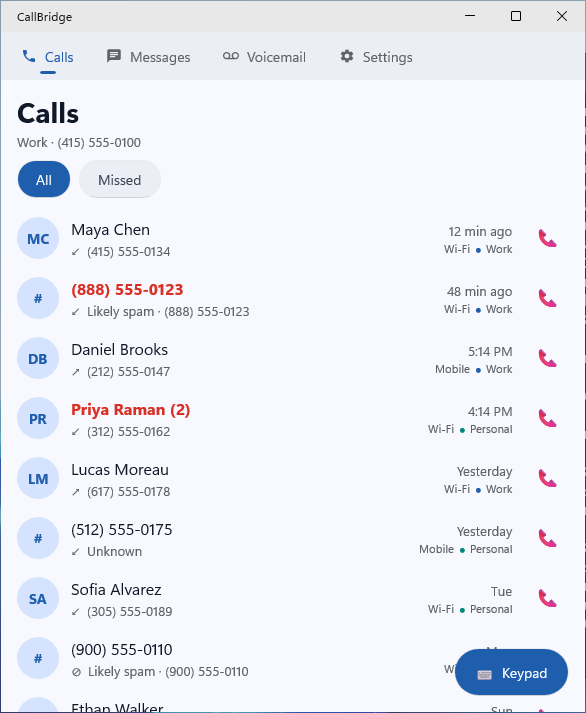 CallBridge
Calls Messages Voicemail Settings
Calls
Work · (415) 555-0100
All Missed
MC Maya Chen 12 min ago
↙ (415) 555-0134 Wi-Fi ● Work
# (888) 555-0123 48 min ago
↙ Likely spam · (888) 555-0123 Wi-Fi ● Work
DB Daniel Brooks 5:14 PM
↗ (212) 555-0147 Mobile ● Work
PR Priya Raman (2) 4:14 PM
↙ (312) 555-0162 Wi-Fi ● Personal
LM Lucas Moreau Yesterday
↗ (617) 555-0178 Wi-Fi ● Work
# (512) 555-0175 Yesterday
↙ Unknown Mobile ● Personal
SA Sofia Alvarez Tue
↙ (305) 555-0189 Wi-Fi ● Personal
# (900) 555-0110
⊘ Likely spam · (900) 555-0110
Keypad
Ethan Walker Sun